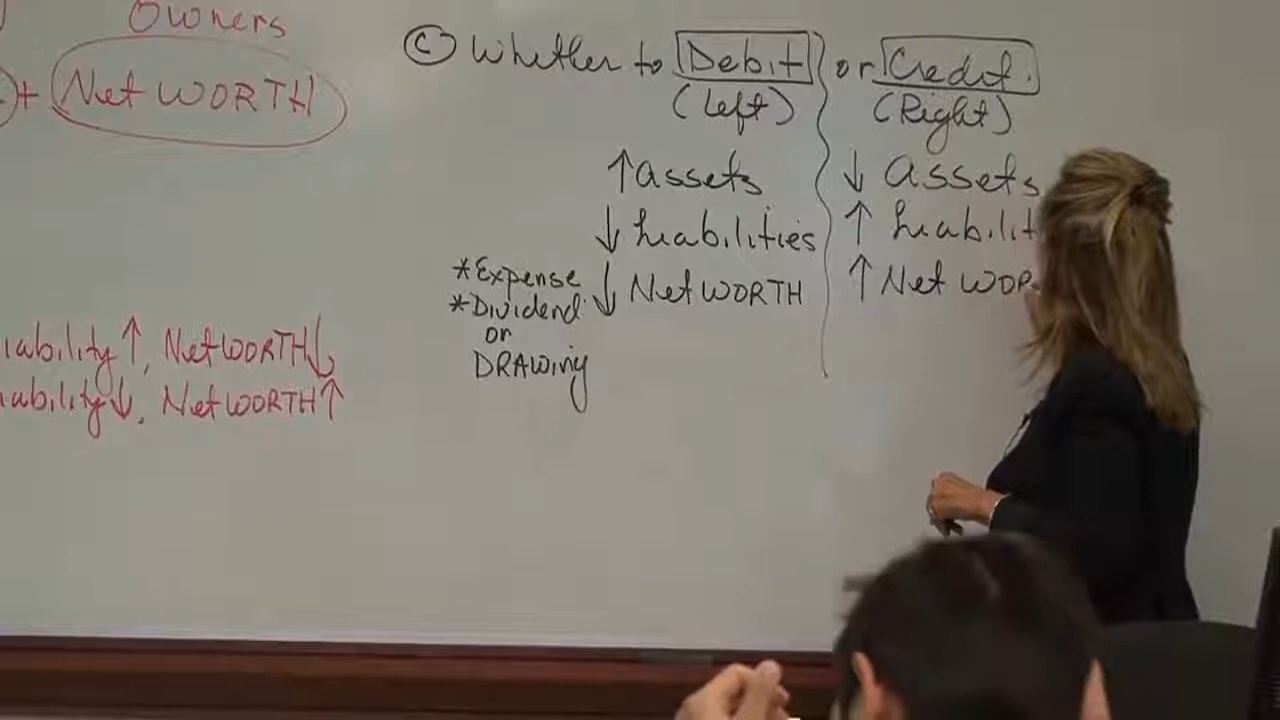 Owners
+ Net WORTH
iability ↑, Net WORTH ↓
ability ↓, Net WORTH ↑
(C) Whether to Debit or Credit.
(Left) (Right)
↑ assets ↓ Assets
↓ Liabilities ↑ Liabilit
*Expense ↓ Net WORTH ↑ Net WOR
*Dividend
or
DRAWing